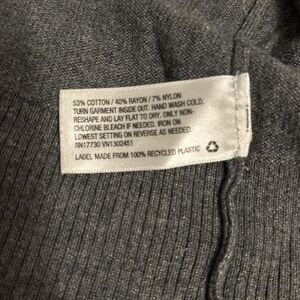 53% COTTON / 40% RAYON / 7% NYLON
TURN GARMENT INSIDE OUT. HAND WASH COLD.
RESHAPE AND LAY FLAT TO DRY. ONLY NON-
CHLORINE BLEACH IF NEEDED. IRON ON
LOWEST SETTING ON REVERSE AS NEEDED.
RN17730 VN1302451
LABEL MADE FROM 100% RECYCLED PLASTIC